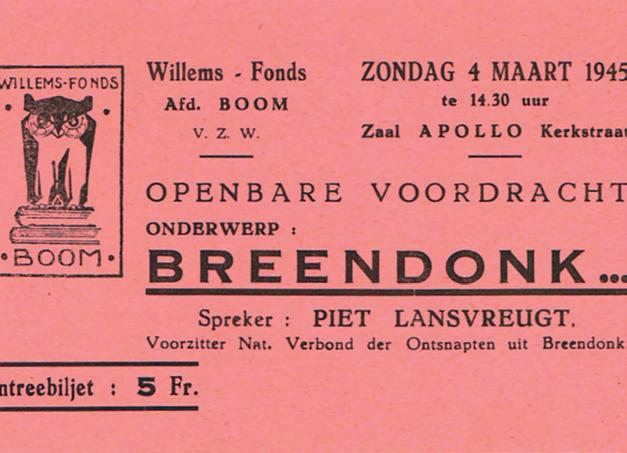 WILLEMS-FONDS
BOOM
Willems - Fonds
Afd. BOOM
V. Z. W.
ZONDAG 4 MAART 1945
te 14.30 uur
Zaal APOLLO Kerkstraat
OPENBARE VOORDRACHT
ONDERWERP :
BREENDONK...
Spreker : PIET LANSVREUGT,
Voorzitter Nat. Verbond der Ontsnapten uit Breendonk
ntreebiljet : 5 Fr.